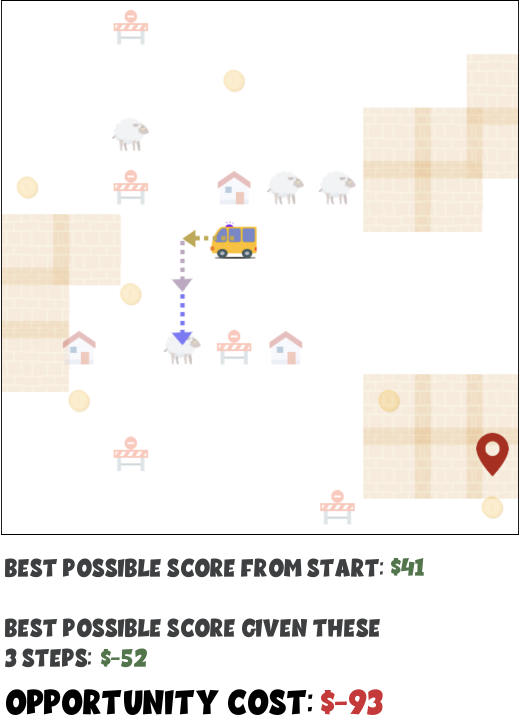 BEST POSSIBLE SCORE FROM START: $41
BEST POSSIBLE SCORE GIVEN THESE
3 STEPS: $-52
OPPORTUNITY COST: $-93